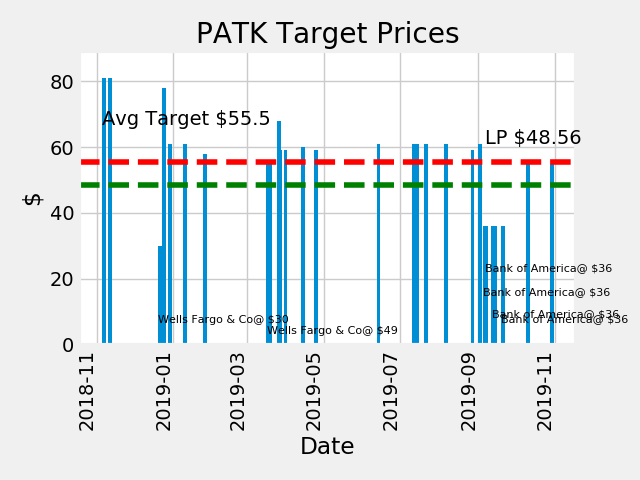 PATK Target Prices
80
60
40
20
0
$
Avg Target $55.5
LP $48.56
Bank of America@ $36
Bank of America@ $36
Bank of America@ $36
Bank of America@ $36
Wells Fargo & Co@ $30
Wells Fargo & Co@ $49
2018-11
2019-01
2019-03
2019-05
2019-07
2019-09
2019-11
Date